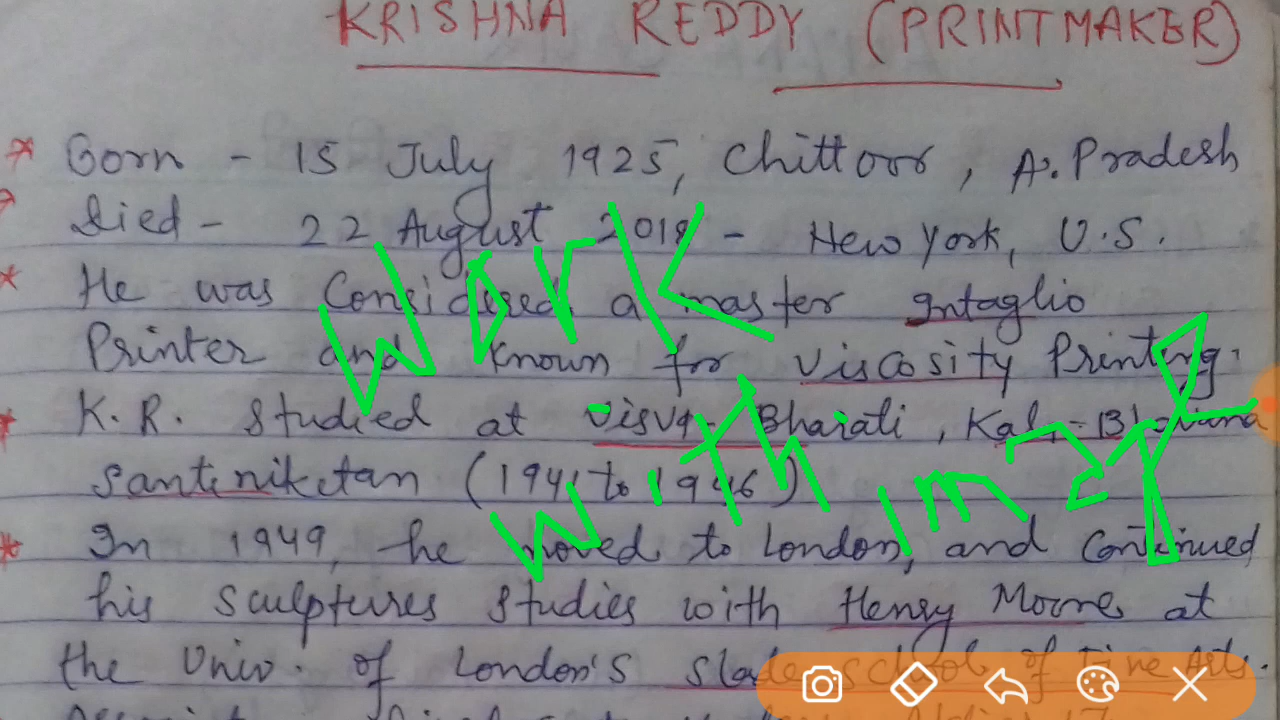 KRISHNA REDDY (PRINTMAKER)
* Born - 15 July 1925, Chittoor, A. Pradesh
Died - 22 August 2018 - New York, U.S.
* He was Considered a master Intaglio
Printer and known for Viscosity Printing.
* K.R. Studied at Visva-Bharati, Kala-Bhavana
Santiniketan (1941 to 1946)
* In 1949, he moved to London, and Continued
his Sculptures studies with Henry Moore at
the Univ. of London's Slade School of Fine Arts.
Work
with image